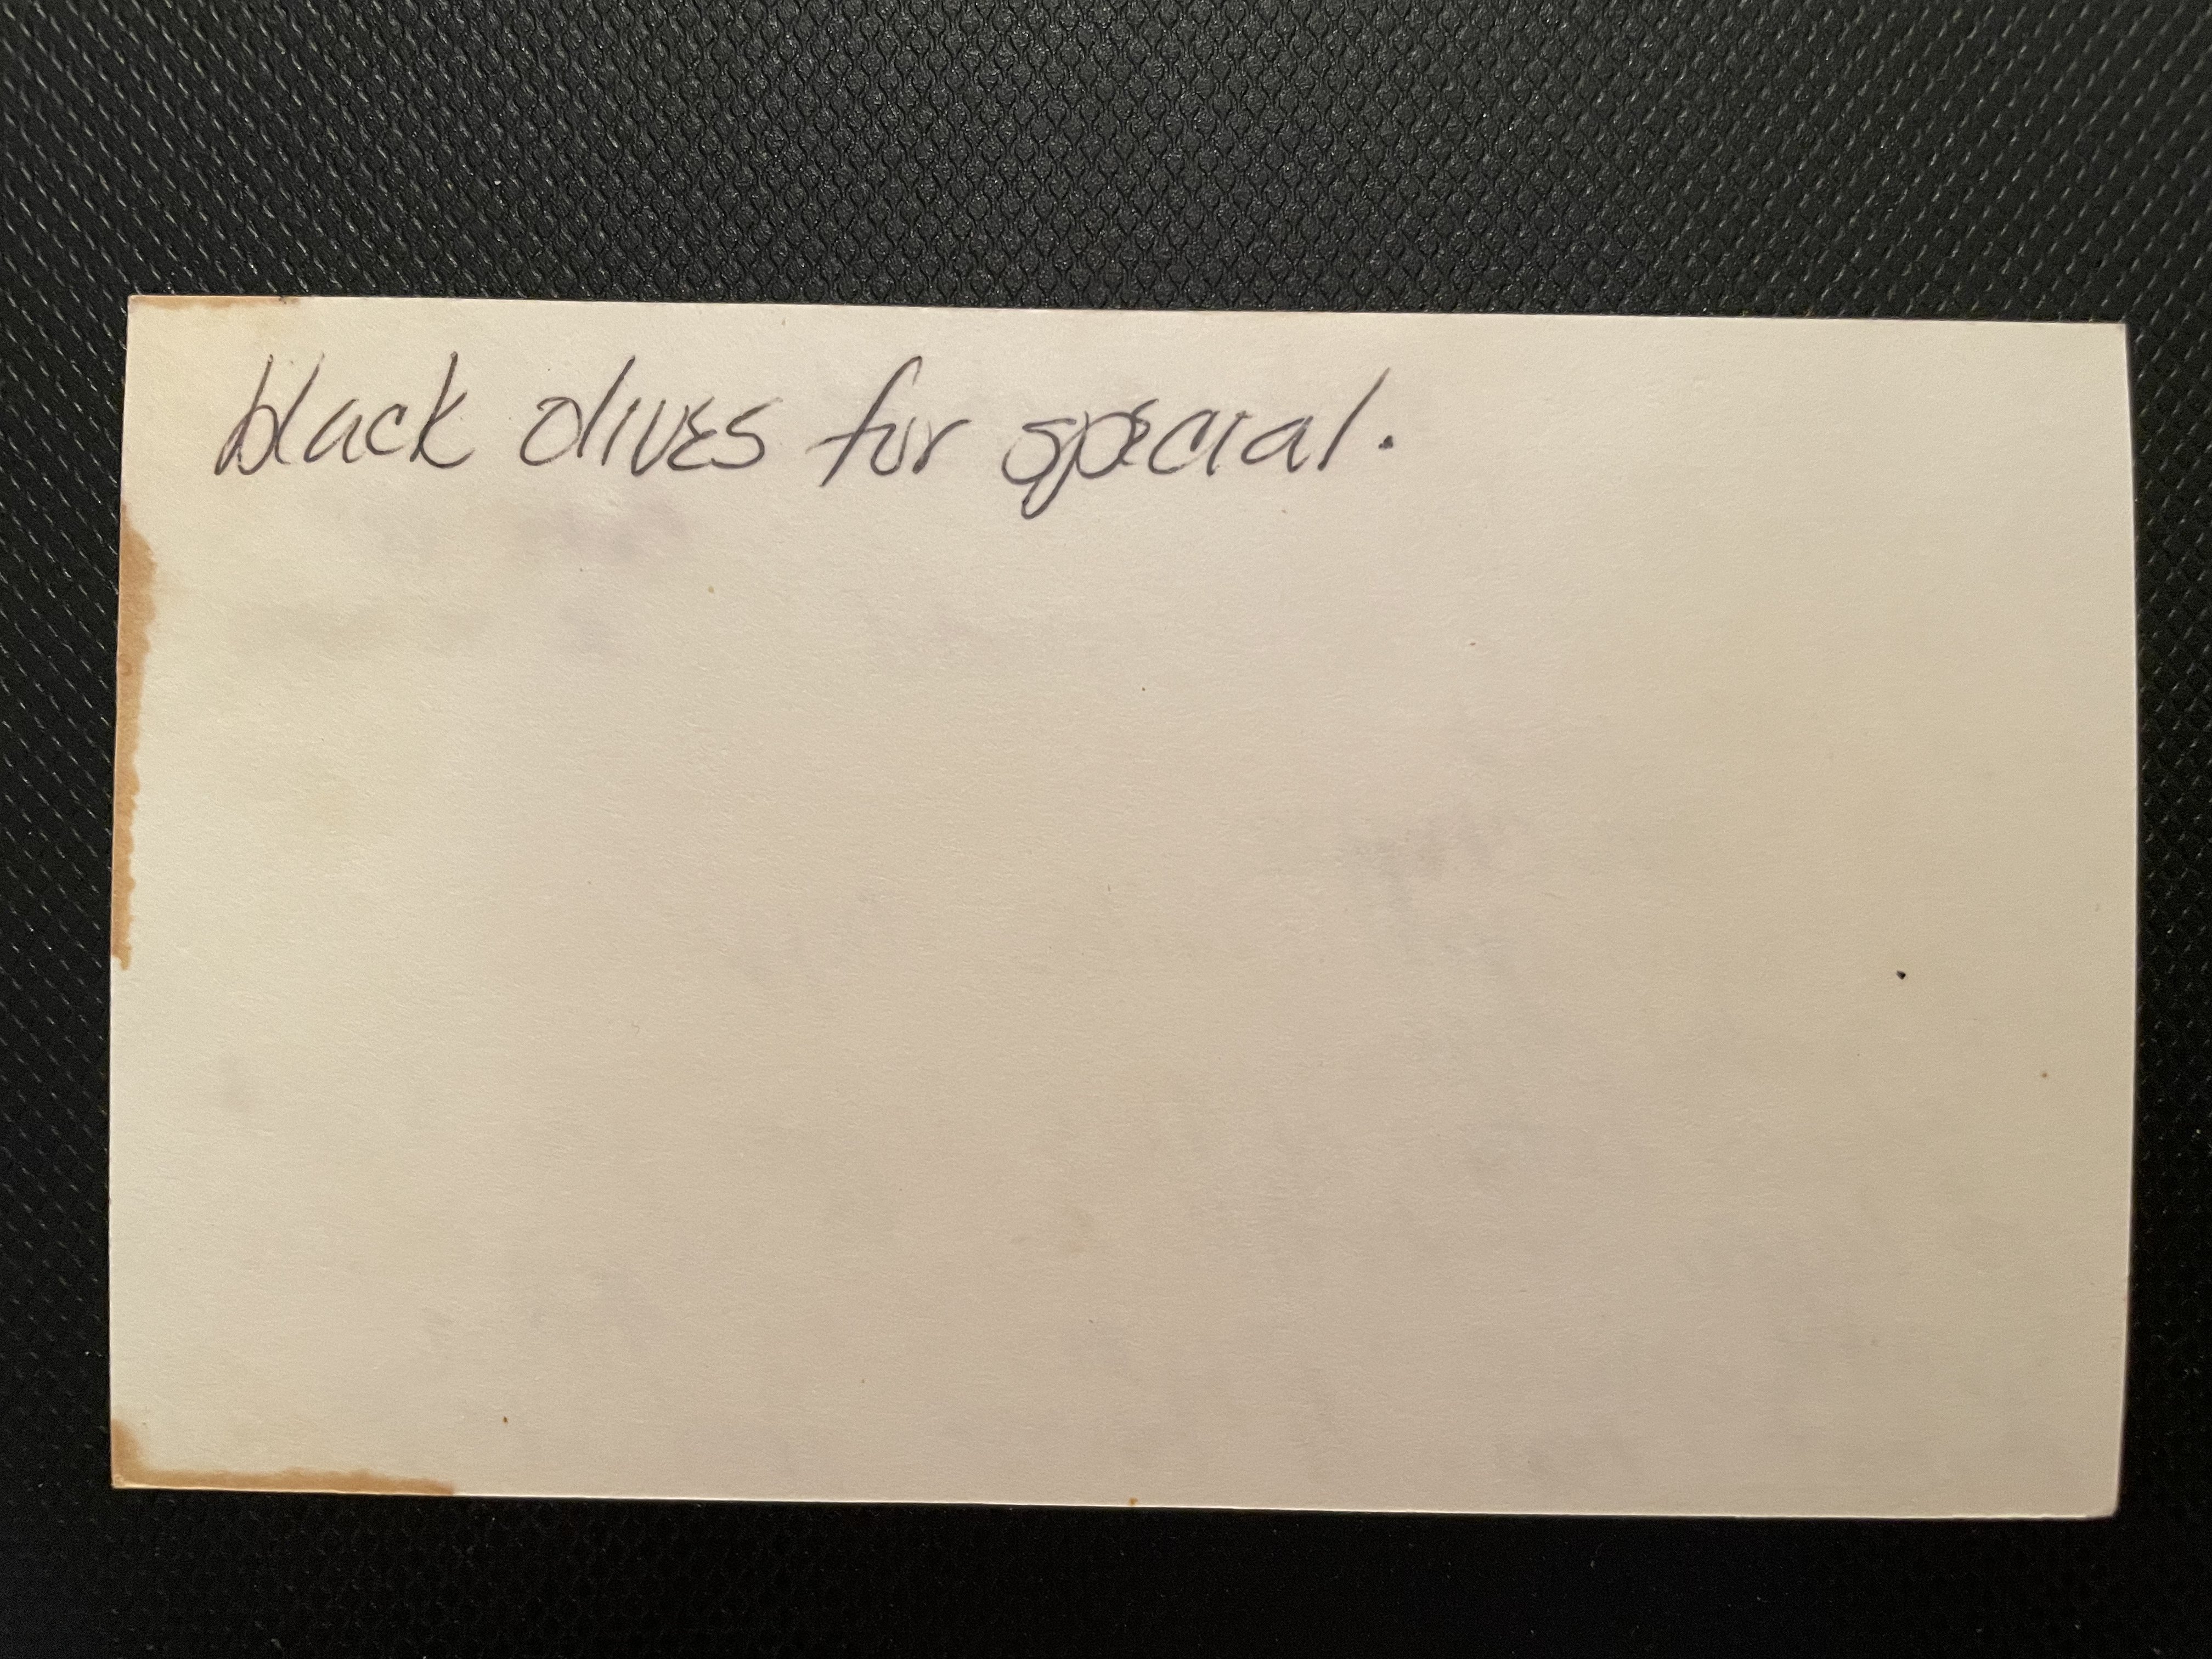 black olives for special.